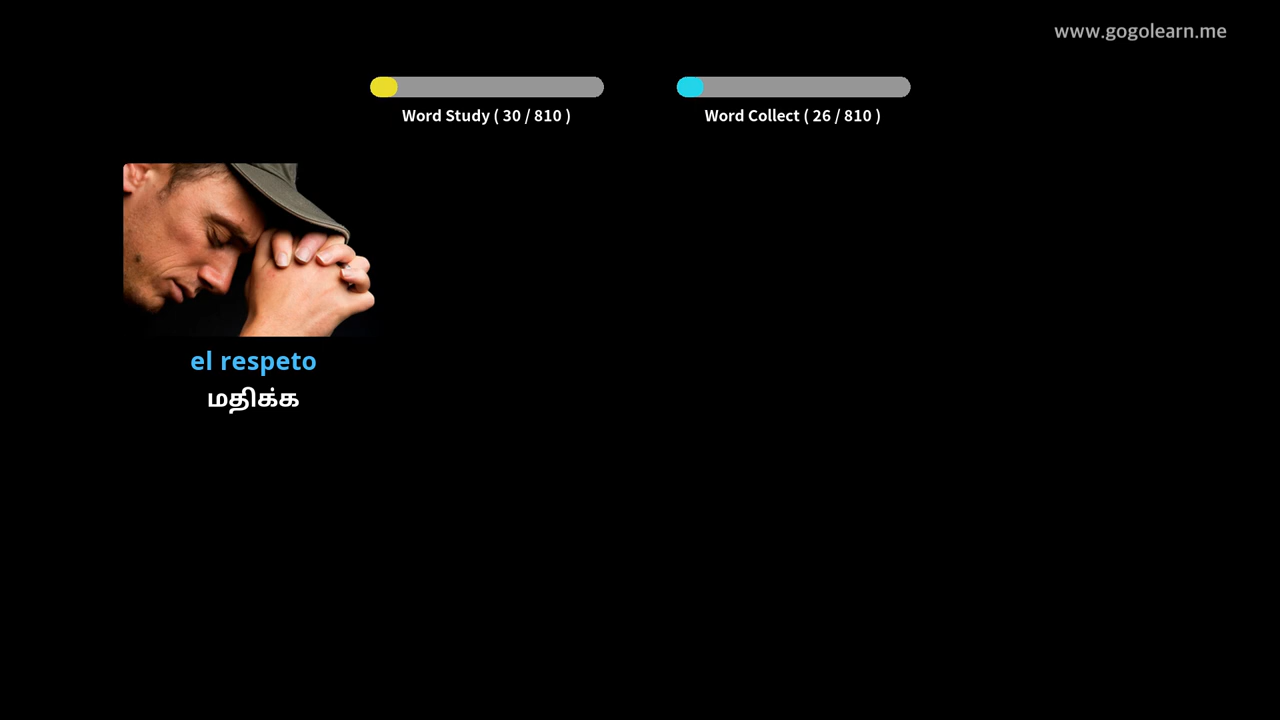 www.gogolearn.me
Word Study ( 30 / 810 )
Word Collect ( 26 / 810 )
el respeto
மதிக்க